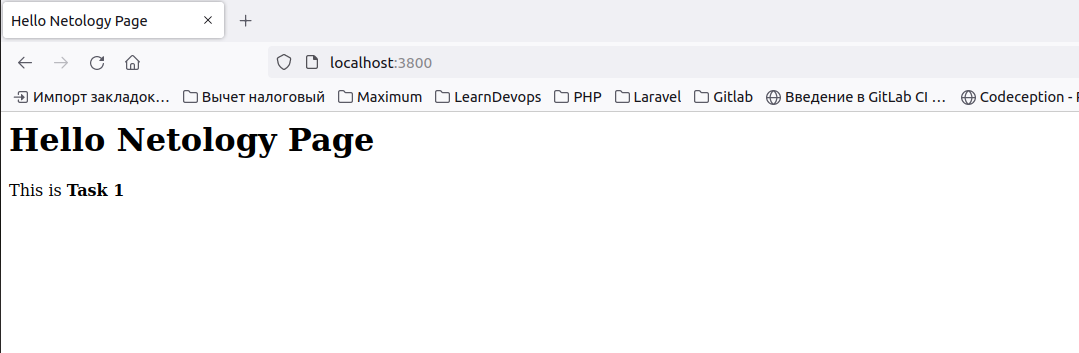 Hello Netology Page
localhost:3800
Импорт закладок… Вычет налоговый Maximum LearnDevops PHP Laravel Gitlab Введение в GitLab CI … Codeception -
Hello Netology Page
This is Task 1